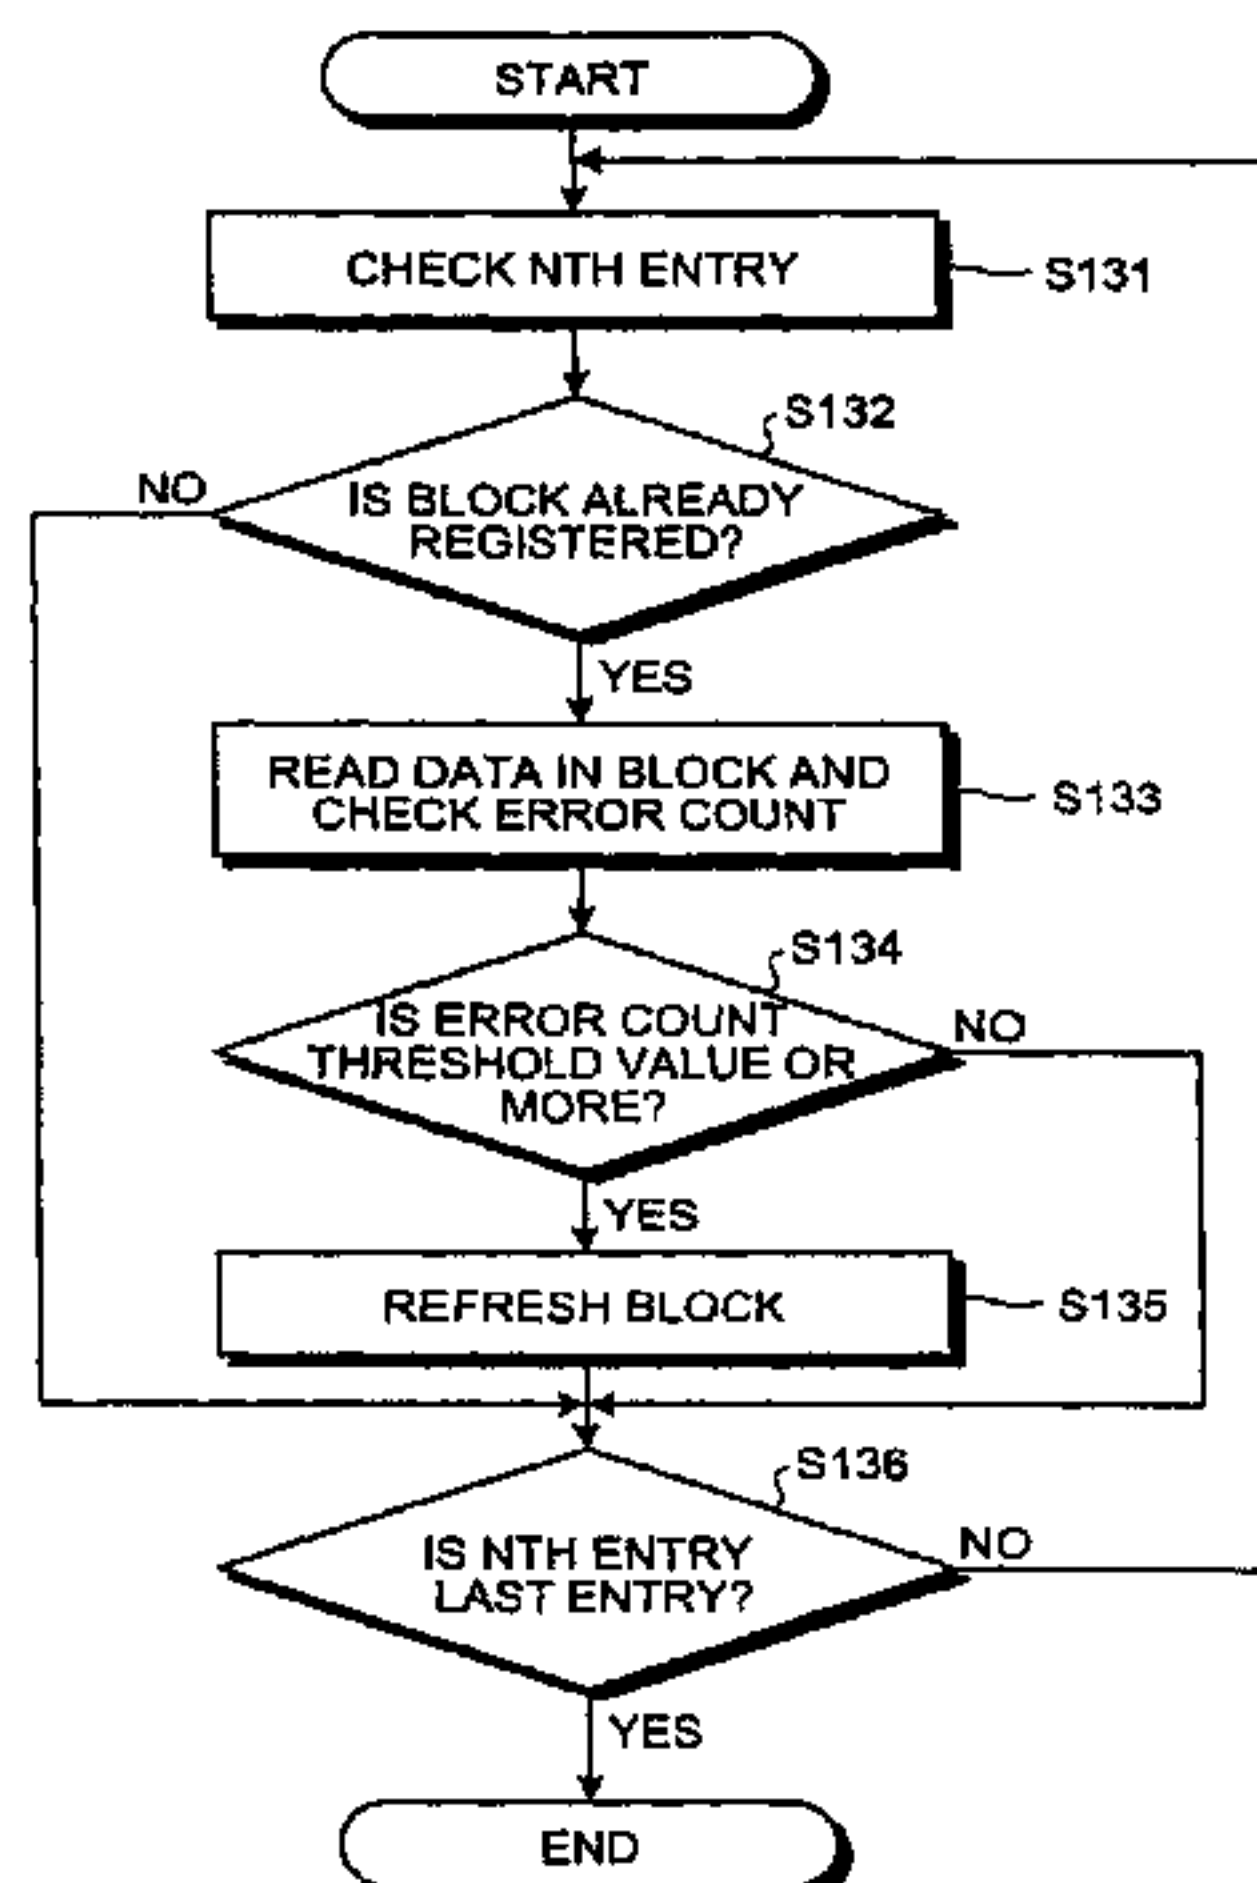 START
CHECK NTH ENTRY
S131
S132
NO
IS BLOCK ALREADY
REGISTERED?
YES
READ DATA IN BLOCK AND
CHECK ERROR COUNT
S133
S134
IS ERROR COUNT
THRESHOLD VALUE OR
MORE?
NO
YES
REFRESH BLOCK
S135
S136
IS NTH ENTRY
LAST ENTRY?
NO
YES
END